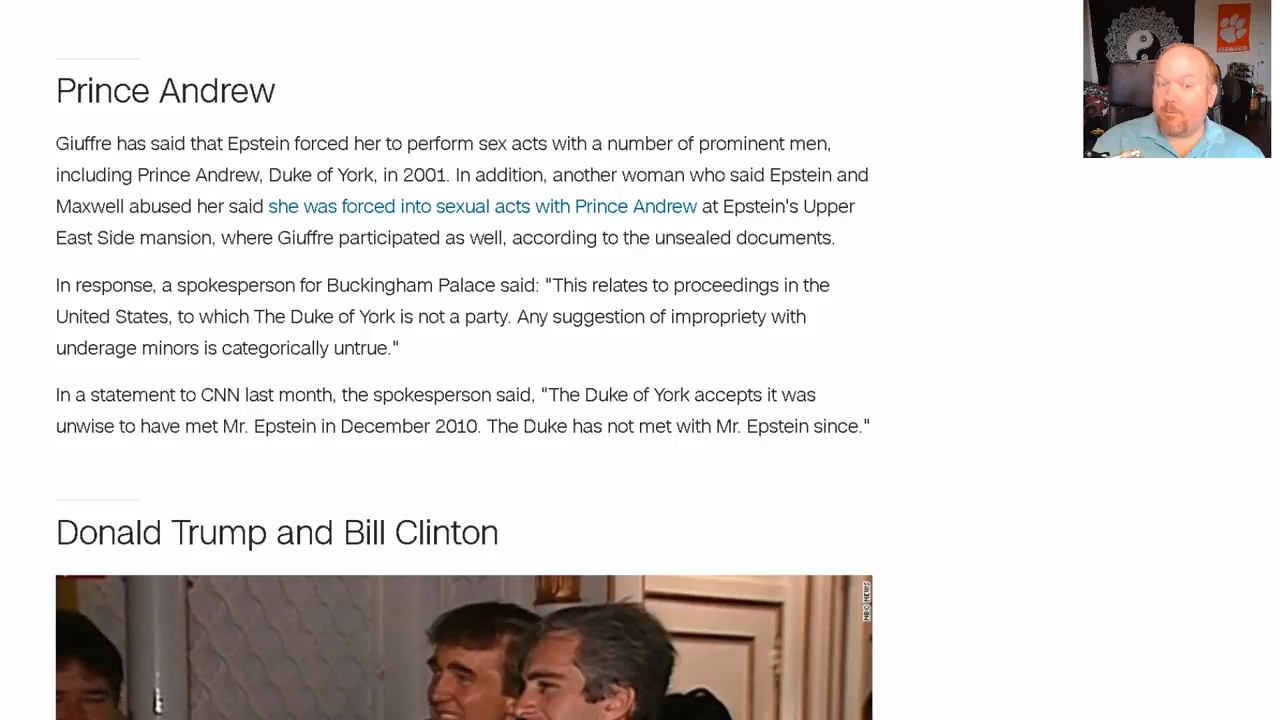 Prince Andrew
Giuffre has said that Epstein forced her to perform sex acts with a number of prominent men,
including Prince Andrew, Duke of York, in 2001. In addition, another woman who said Epstein and
Maxwell abused her said she was forced into sexual acts with Prince Andrew at Epstein's Upper
East Side mansion, where Giuffre participated as well, according to the unsealed documents.
In response, a spokesperson for Buckingham Palace said: "This relates to proceedings in the
United States, to which The Duke of York is not a party. Any suggestion of impropriety with
underage minors is categorically untrue."
In a statement to CNN last month, the spokesperson said, "The Duke of York accepts it was
unwise to have met Mr. Epstein in December 2010. The Duke has not met with Mr. Epstein since."
Donald Trump and Bill Clinton
NBC NEWS
CLEMSON